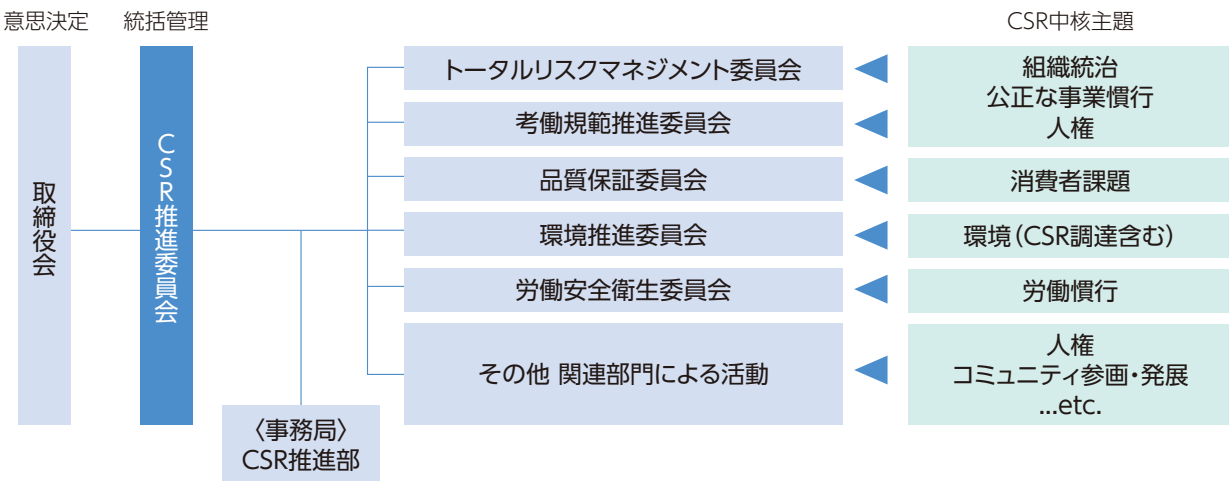 意思決定
統括管理
CSR中核主題
取締役会
CSR推進委員会
トータルリスクマネジメント委員会
考働規範推進委員会
品質保証委員会
環境推進委員会
労働安全衛生委員会
その他 関連部門による活動
〈事務局〉
CSR推進部
組織統治
公正な事業慣行
人権
消費者課題
環境（CSR調達含む）
労働慣行
人権
コミュニティ参画・発展
...etc.